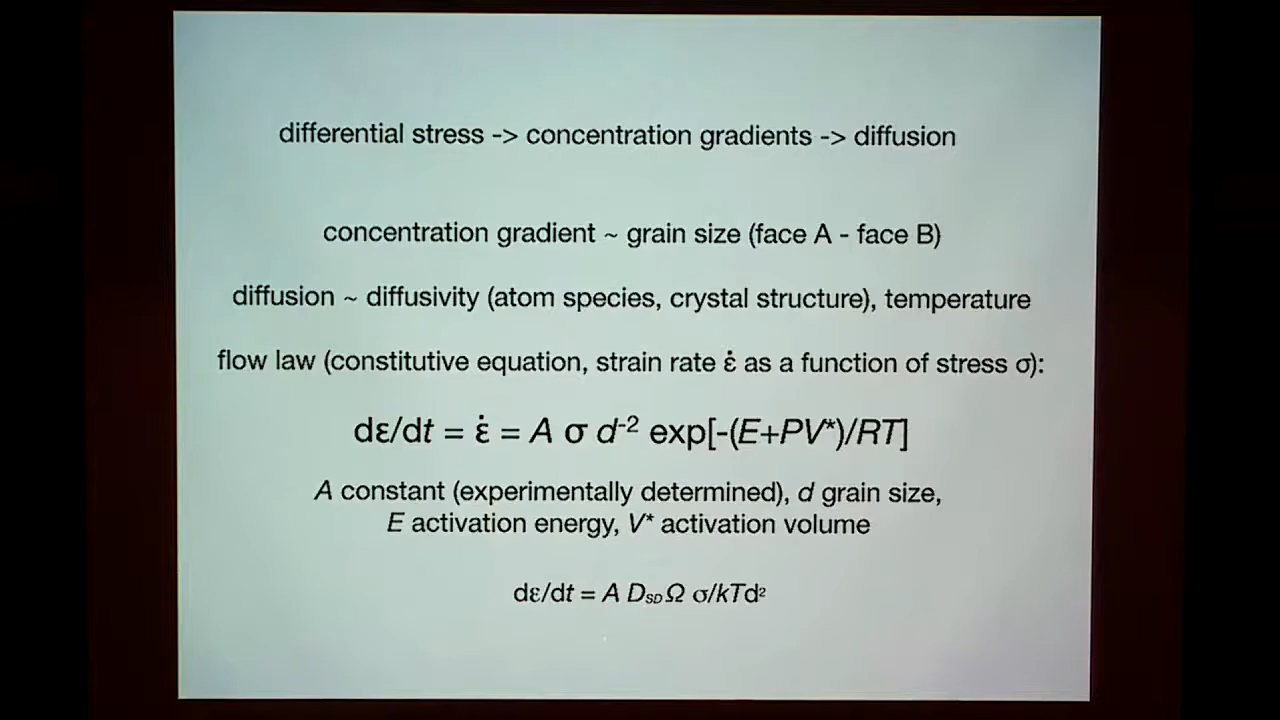 differential stress -> concentration gradients -> diffusion
concentration gradient ~ grain size (face A - face B)
diffusion ~ diffusivity (atom species, crystal structure), temperature
flow law (constitutive equation, strain rate ε̇ as a function of stress σ):
dε/dt = ε̇ = A σ d⁻² exp[-(E+PV*)/RT]
A constant (experimentally determined), d grain size,
E activation energy, V* activation volume
dε/dt = A D_SD Ω σ/kTd²